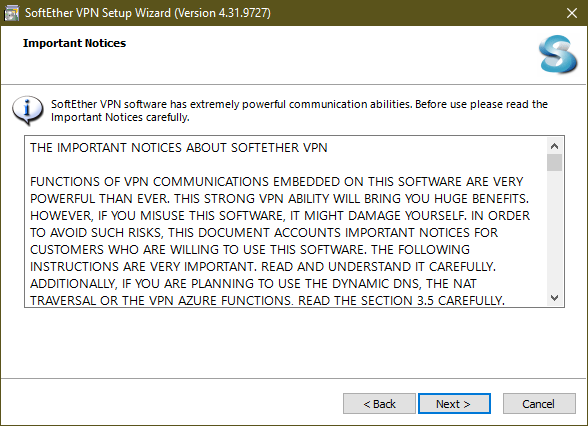 SoftEther VPN Setup Wizard (Version 4.31.9727)
Important Notices
SoftEther VPN software has extremely powerful communication abilities. Before use please read the
Important Notices carefully.
THE IMPORTANT NOTICES ABOUT SOFTETHER VPN
FUNCTIONS OF VPN COMMUNICATIONS EMBEDDED ON THIS SOFTWARE ARE VERY
POWERFUL THAN EVER. THIS STRONG VPN ABILITY WILL BRING YOU HUGE BENEFITS.
HOWEVER, IF YOU MISUSE THIS SOFTWARE, IT MIGHT DAMAGE YOURSELF. IN ORDER
TO AVOID SUCH RISKS, THIS DOCUMENT ACCOUNTS IMPORTANT NOTICES FOR
CUSTOMERS WHO ARE WILLING TO USE THIS SOFTWARE. THE FOLLOWING
INSTRUCTIONS ARE VERY IMPORTANT. READ AND UNDERSTAND IT CAREFULLY.
ADDITIONALLY, IF YOU ARE PLANNING TO USE THE DYNAMIC DNS, THE NAT
TRAVERSAL OR THE VPN AZURE FUNCTIONS, READ THE SECTION 3.5 CAREFULLY.
< Back
Next >
Cancel